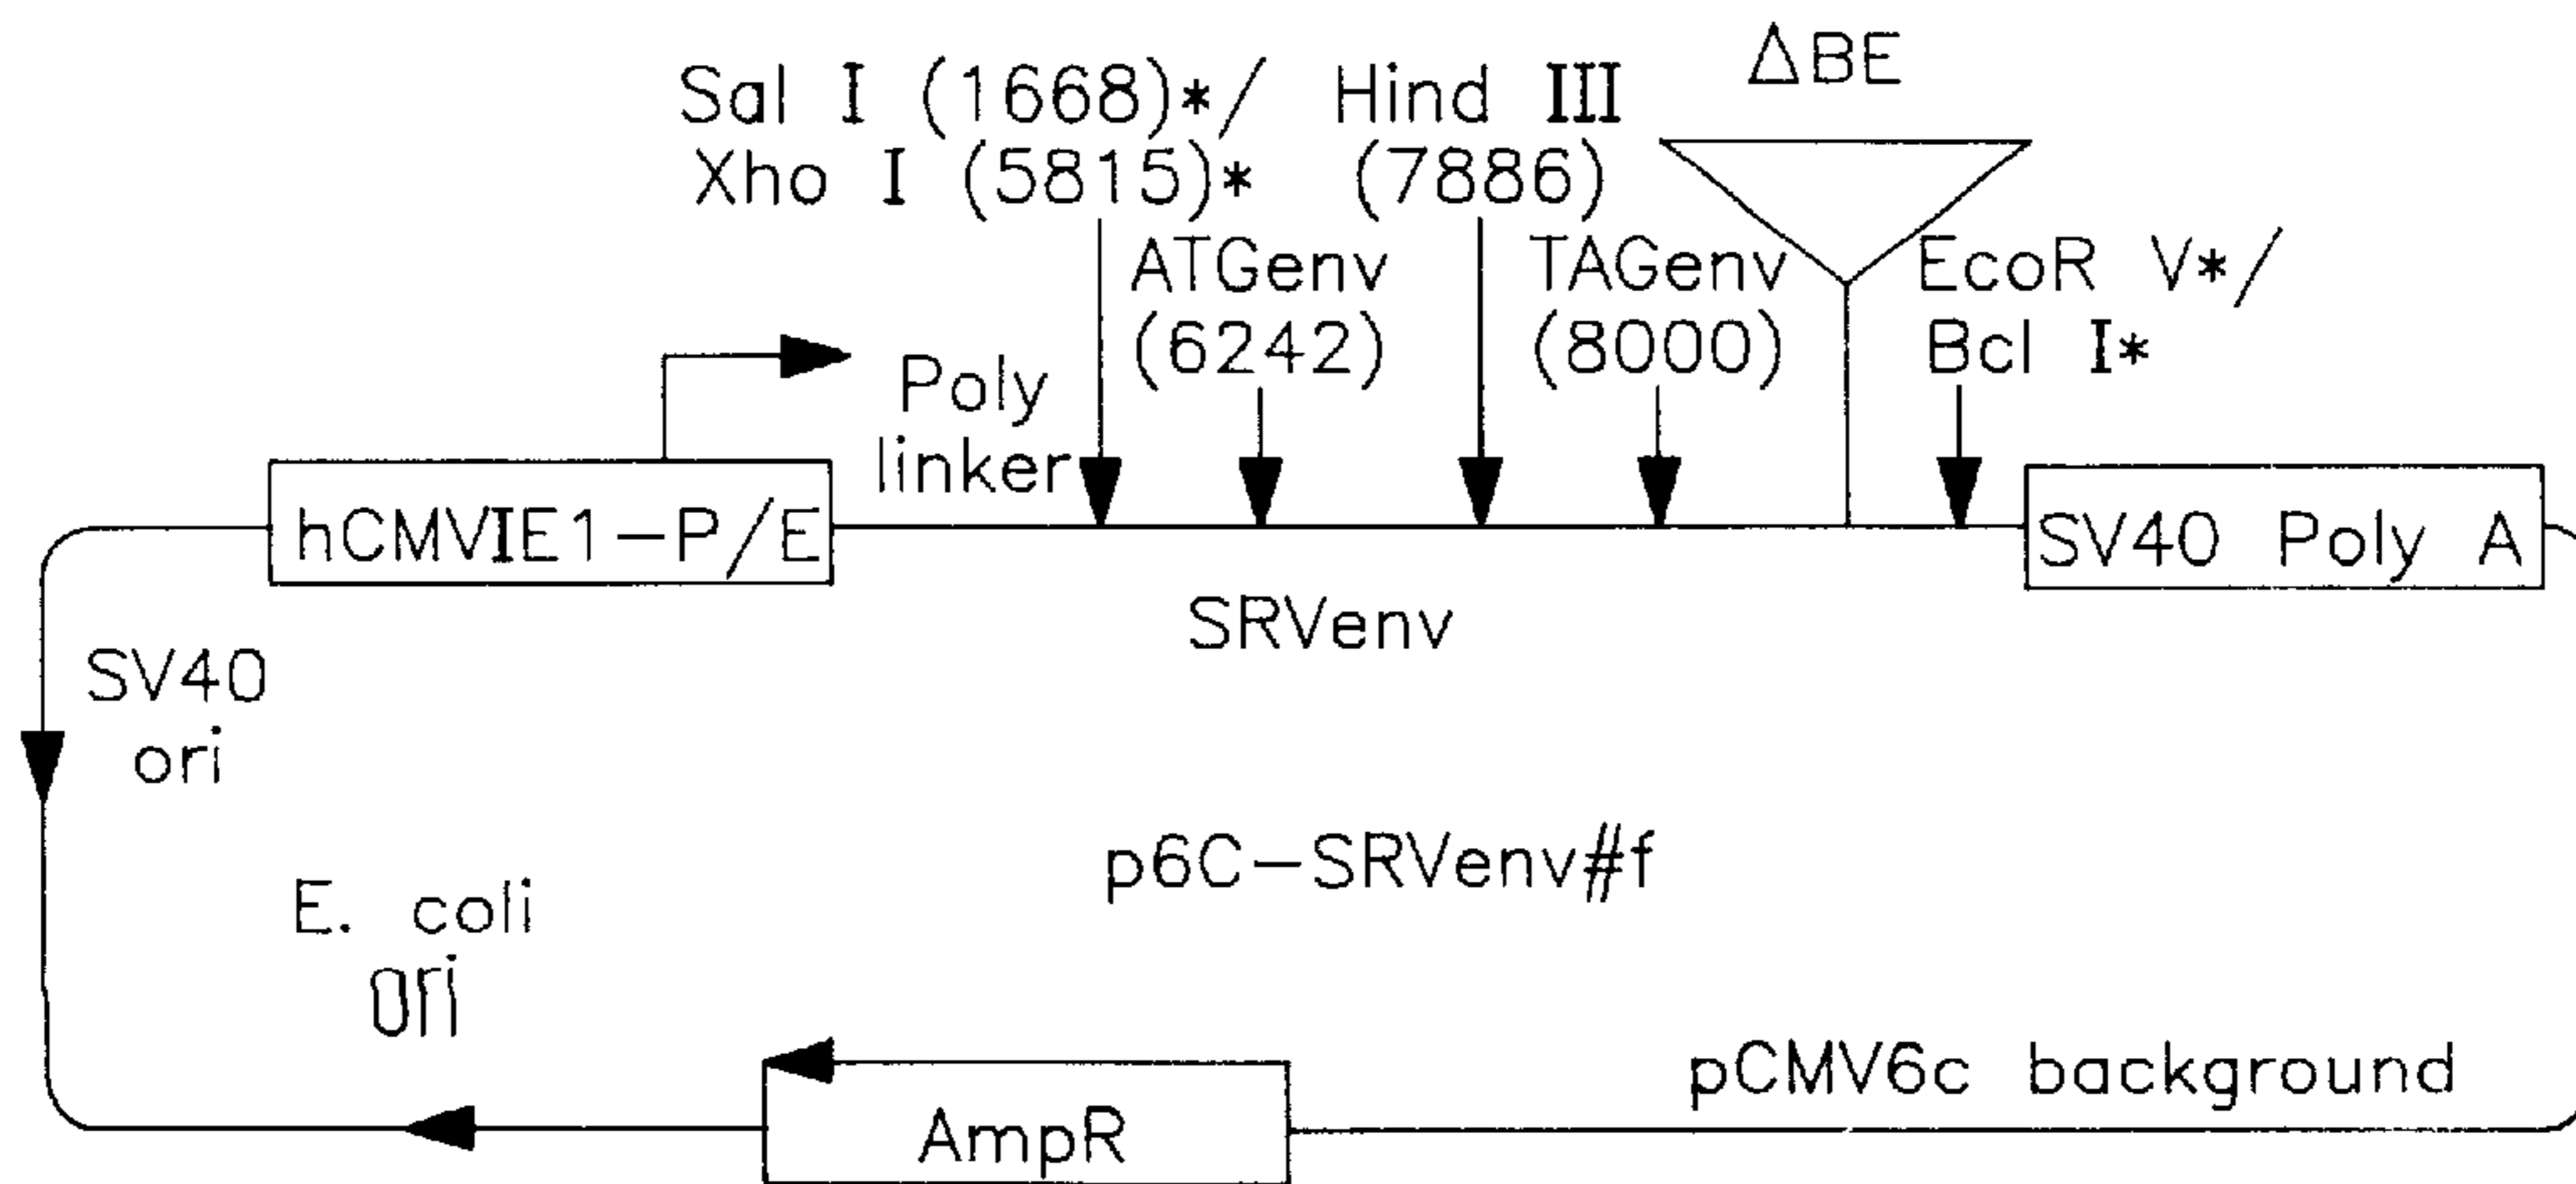 ΔBE
Sal I (1668)*/
Xho I (5815)*
Hind III
(7886)
ATGenv
(6242)
TAGenv
(8000)
EcoR V*/
Bcl I*
Poly
linker
hCMVIE1-P/E
SV40 Poly A
SRVenv
SV40
ori
p6C-SRVenv#f
E. coli
ori
pCMV6c background
AmpR